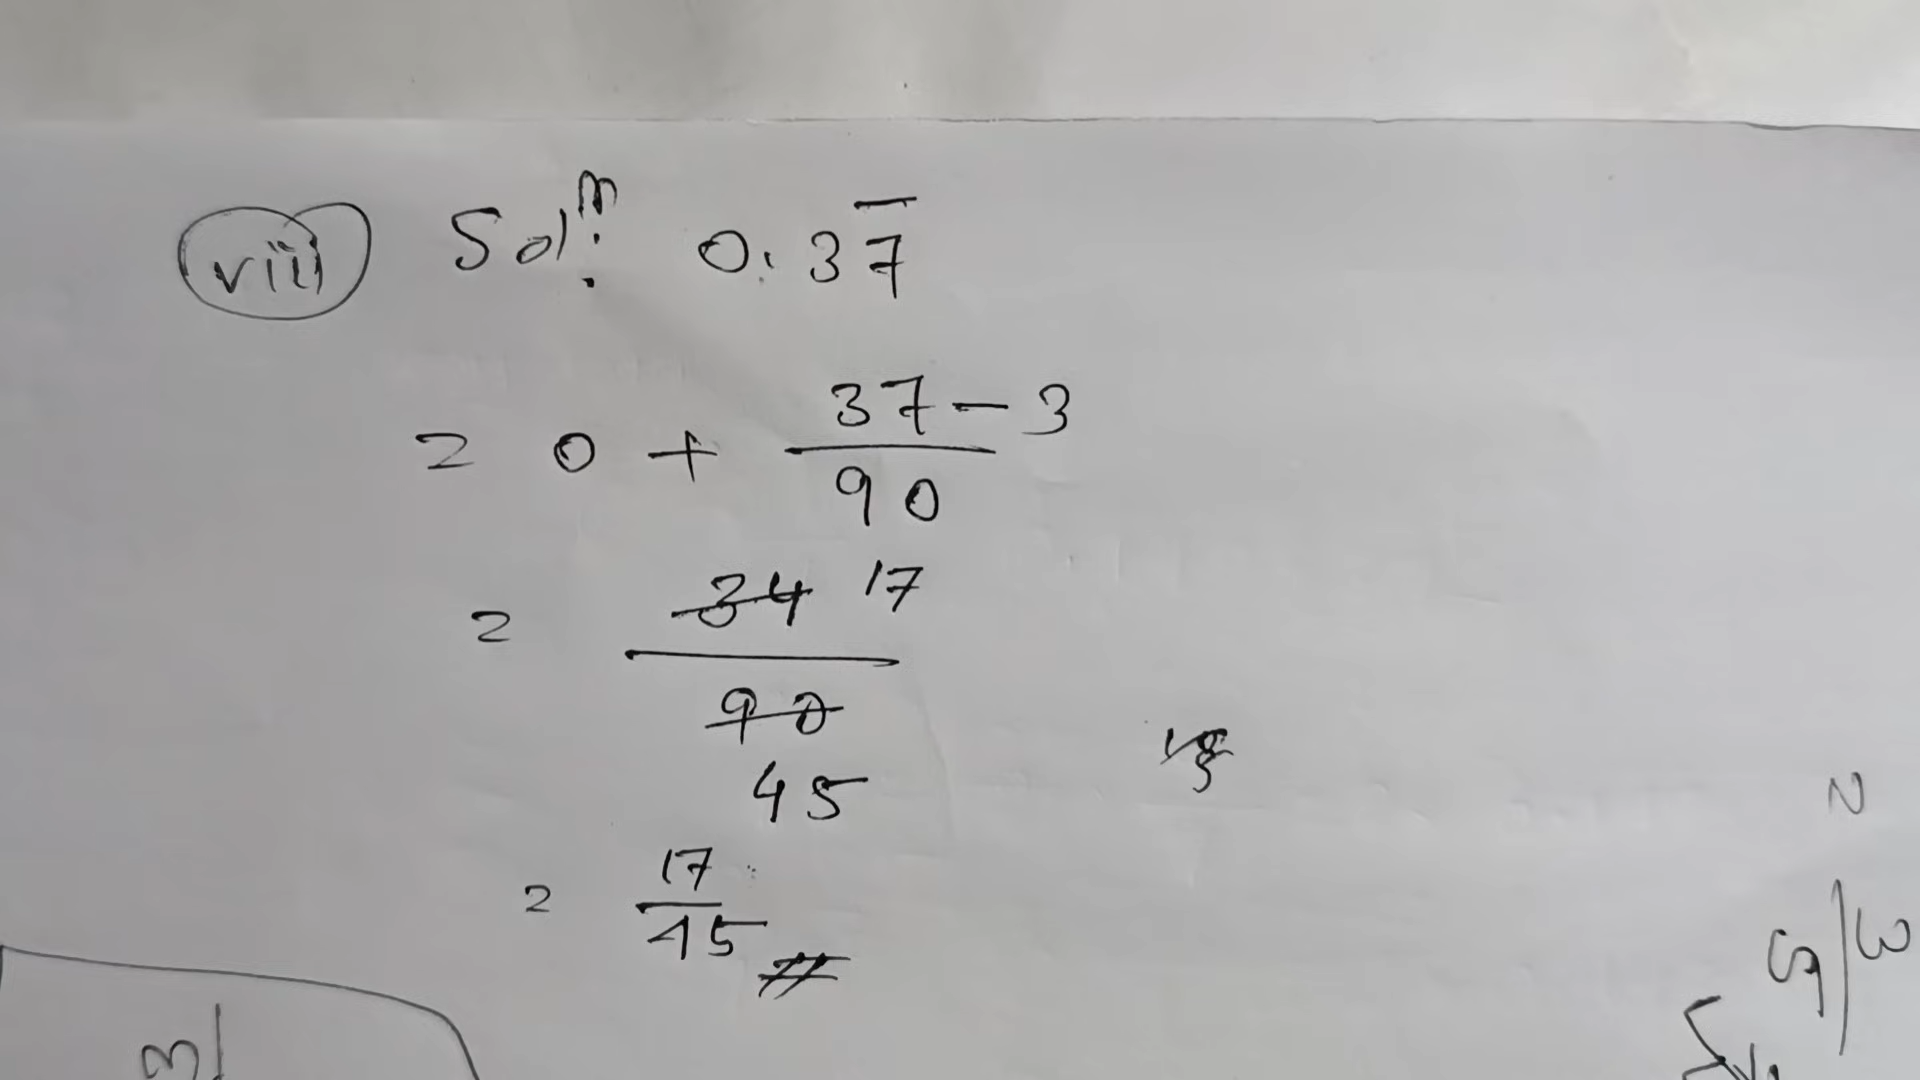 viii Solⁿ: 0.37̅
= 0 + 37-3
90
= 34 17
90
45
= 17
45 //